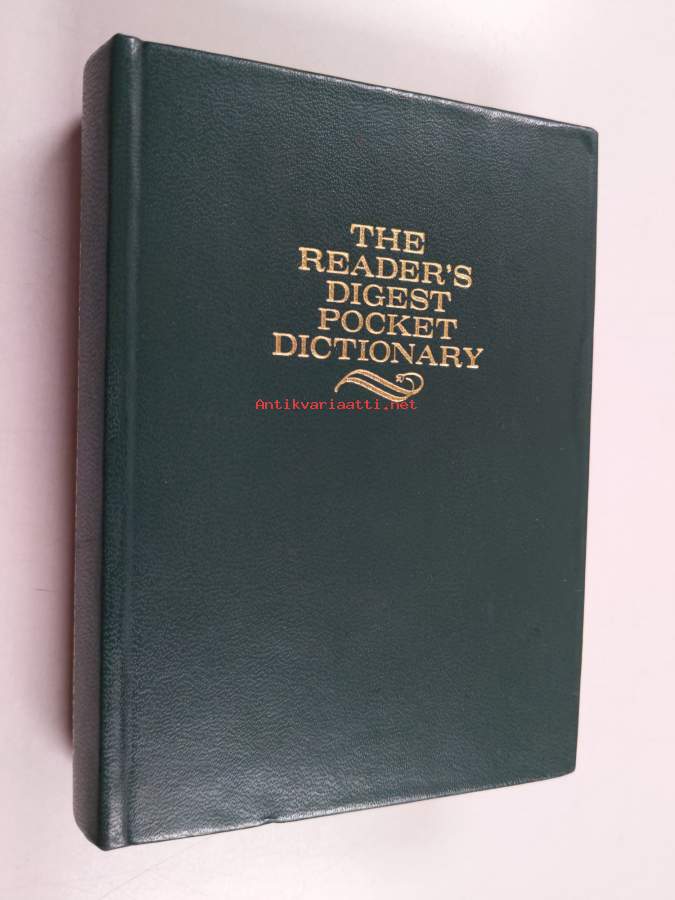 THE
READER'S
DIGEST
POCKET
DICTIONARY
Antikvariaatti.net